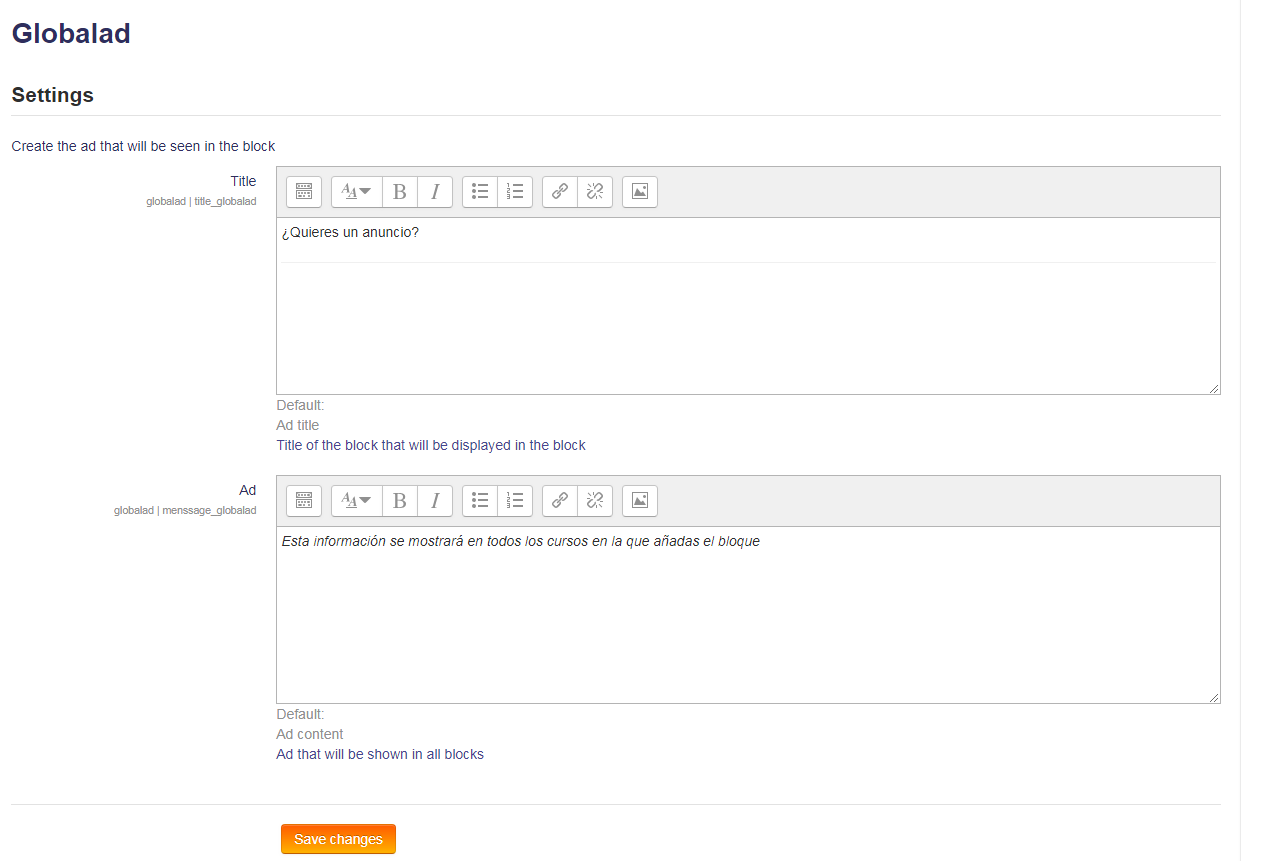 Globalad
Settings
Create the ad that will be seen in the block
Title
globalad | title_globalad
¿Quieres un anuncio?
Default:
Ad title
Title of the block that will be displayed in the block
Ad
globalad | menssage_globalad
Esta información se mostrará en todos los cursos en la que añadas el bloque
Default:
Ad content
Ad that will be shown in all blocks
Save changes